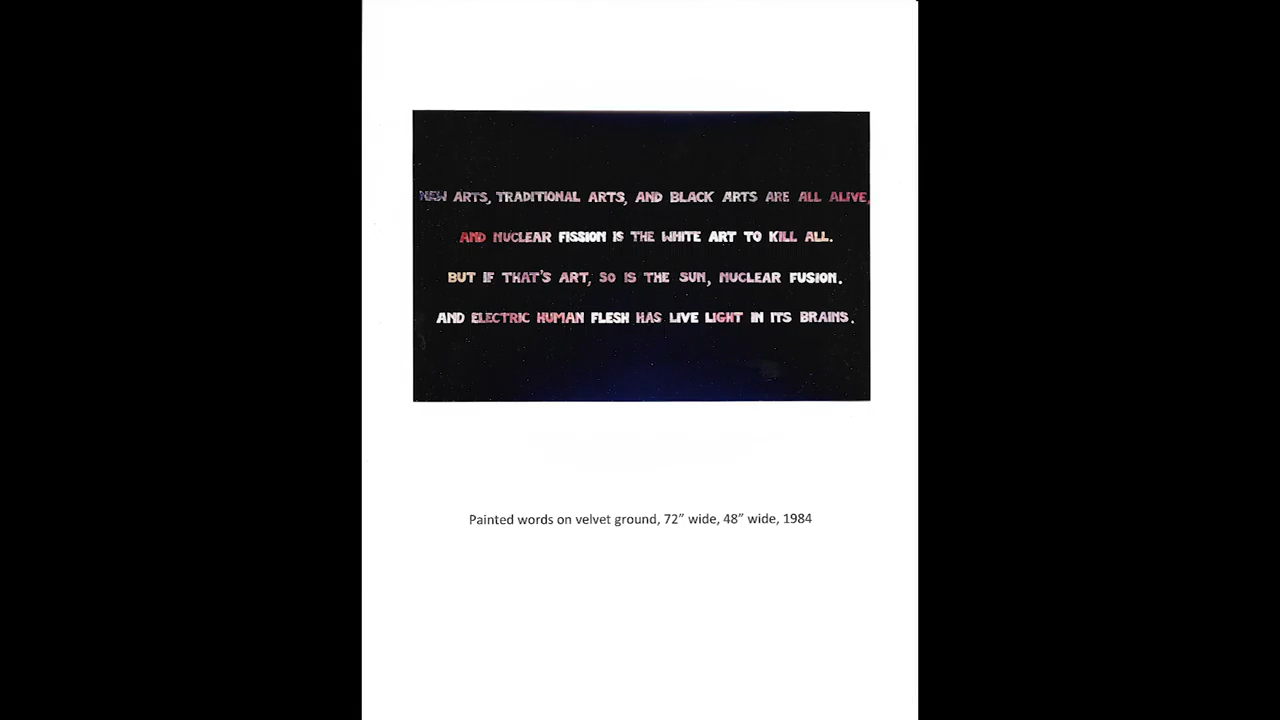 NEW ARTS, TRADITIONAL ARTS, AND BLACK ARTS ARE ALL ALIVE,
AND NUCLEAR FISSION IS THE WHITE ART TO KILL ALL.
BUT IF THAT'S ART, SO IS THE SUN, NUCLEAR FUSION.
AND ELECTRIC HUMAN FLESH HAS LIVE LIGHT IN ITS BRAINS.
Painted words on velvet ground, 72” wide, 48” wide, 1984